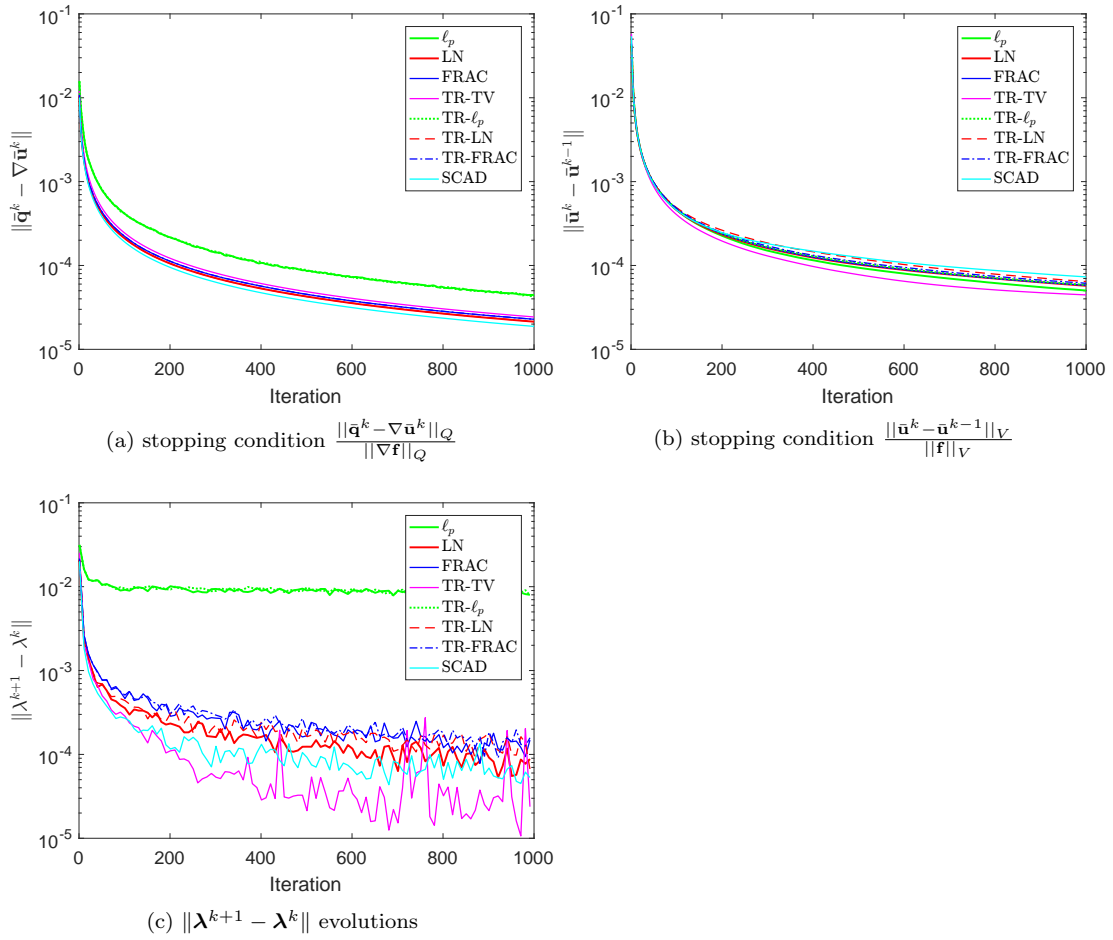 10^{-1}
10^{-2}
10^{-3}
10^{-4}
10^{-5}
||q̄^k − ∇ū^k||
0 200 400 600 800 1000
Iteration
ℓ_p
LN
FRAC
TR-TV
TR-ℓ_p
TR-LN
TR-FRAC
SCAD
(a) stopping condition \frac{||q̄^k−∇ū^k||_Q}{||∇f||_Q}
10^{-1}
10^{-2}
10^{-3}
10^{-4}
10^{-5}
||ū^k − ū^{k−1}||
0 200 400 600 800 1000
Iteration
ℓ_p
LN
FRAC
TR-TV
TR-ℓ_p
TR-LN
TR-FRAC
SCAD
(b) stopping condition \frac{||ū^k−ū^{k−1}||_V}{||f||_V}
10^{-1}
10^{-2}
10^{-3}
10^{-4}
10^{-5}
||λ^{k+1} − λ^k||
0 200 400 600 800 1000
Iteration
ℓ_p
LN
FRAC
TR-TV
TR-ℓ_p
TR-LN
TR-FRAC
SCAD
(c) ‖λ^{k+1} − λ^k‖ evolutions